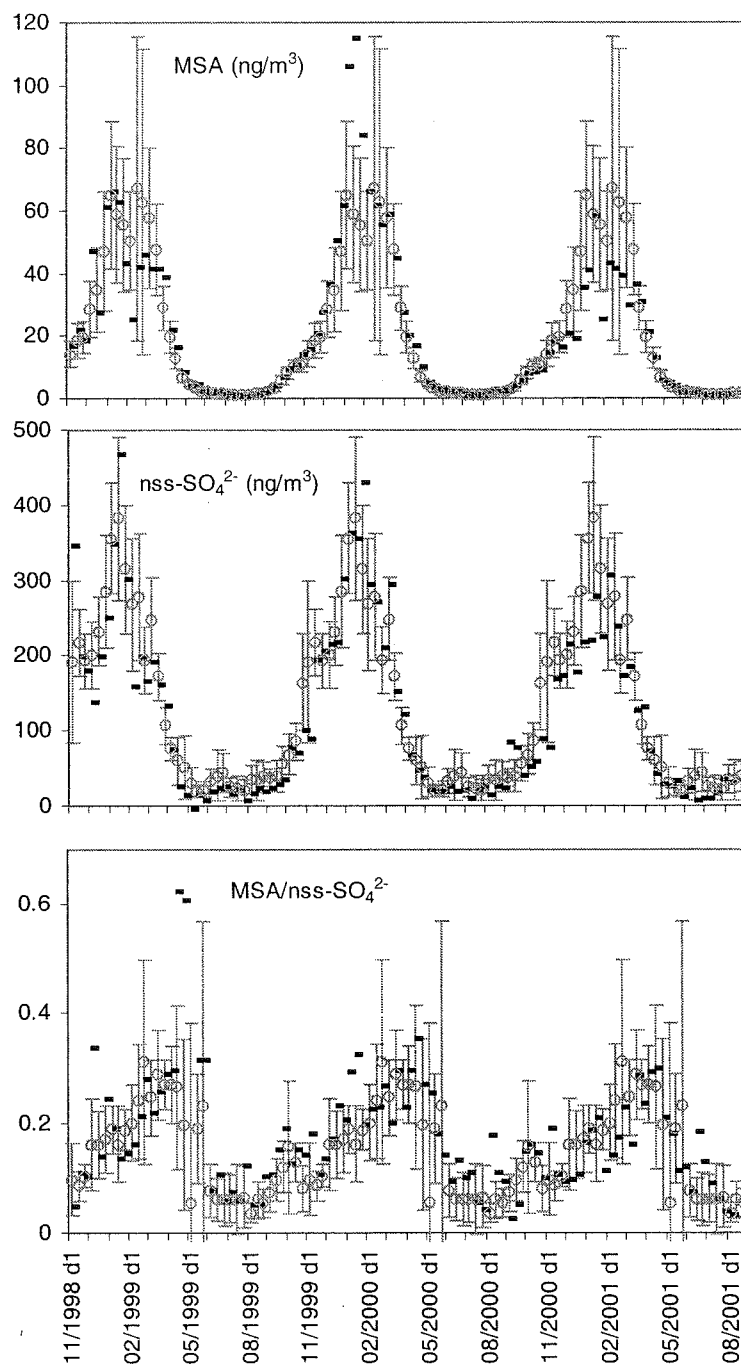 120
MSA (ng/m³)
100
80
60
40
20
0
500
nss-SO₄²⁻ (ng/m³)
400
300
200
100
0
MSA/nss-SO₄²⁻
0.6
0.4
0.2
0
11/1998 d1
02/1999 d1
05/1999 d1
08/1999 d1
11/1999 d1
02/2000 d1
05/2000 d1
08/2000 d1
11/2000 d1
02/2001 d1
05/2001 d1
08/2001 d1